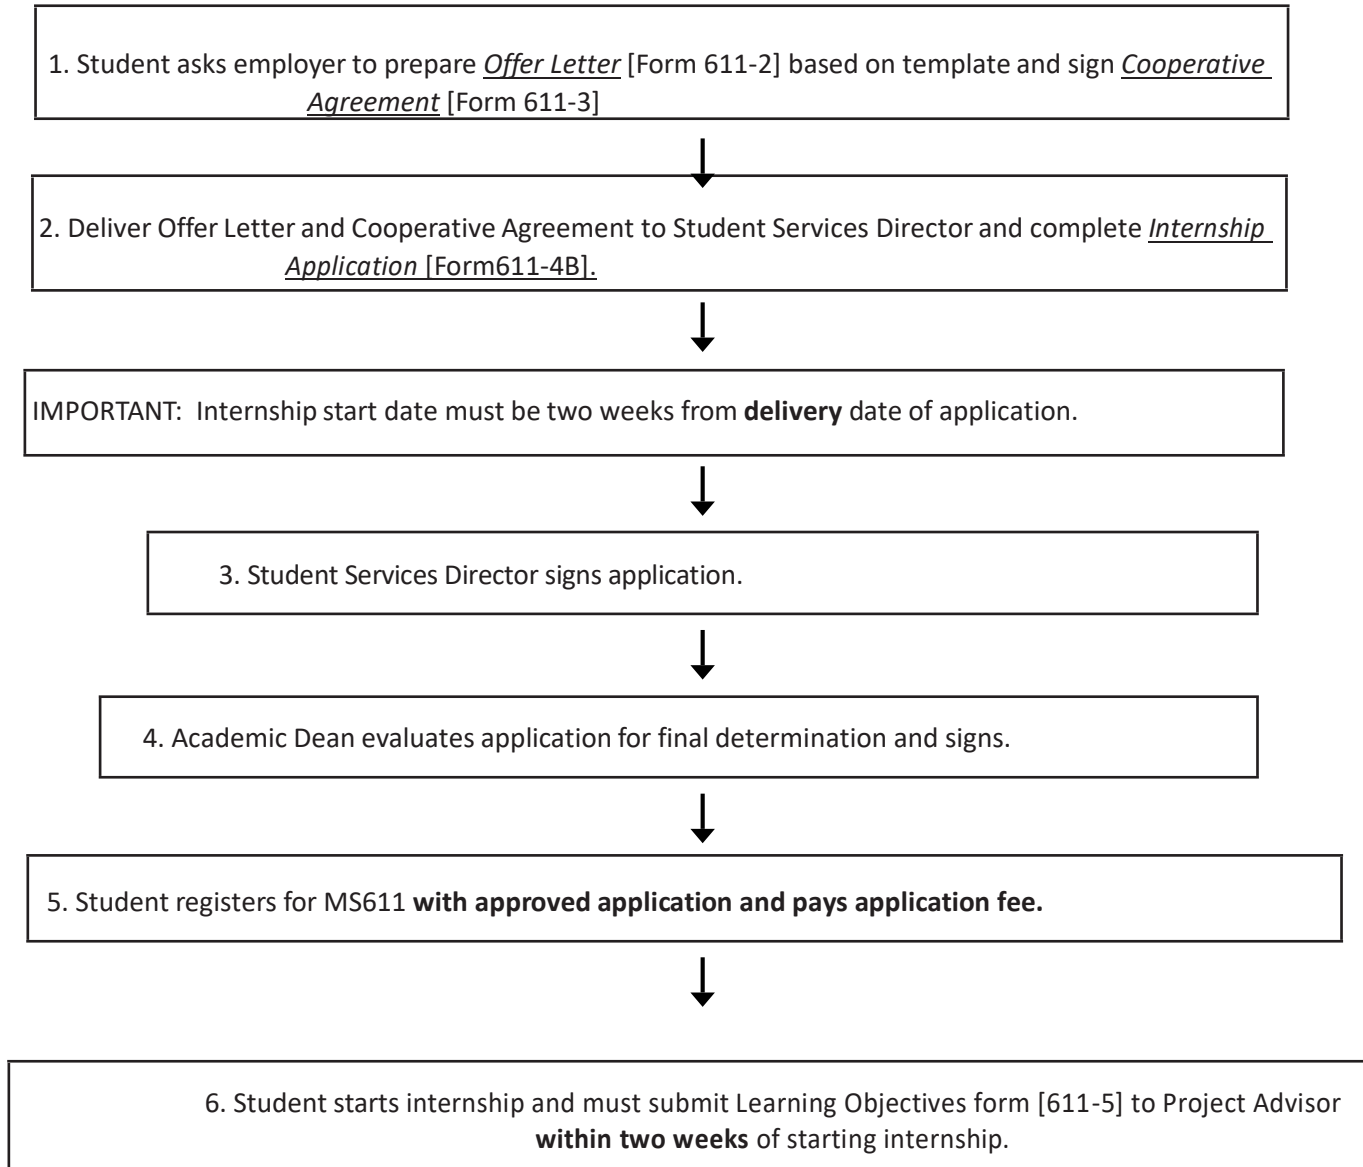 1. Student asks employer to prepare Offer Letter [Form 611-2] based on template and sign Cooperative
Agreement [Form 611-3]
2. Deliver Offer Letter and Cooperative Agreement to Student Services Director and complete Internship
Application [Form611-4B].
IMPORTANT: Internship start date must be two weeks from delivery date of application.
3. Student Services Director signs application.
4. Academic Dean evaluates application for final determination and signs.
5. Student registers for MS611 with approved application and pays application fee.
6. Student starts internship and must submit Learning Objectives form [611-5] to Project Advisor
within two weeks of starting internship.